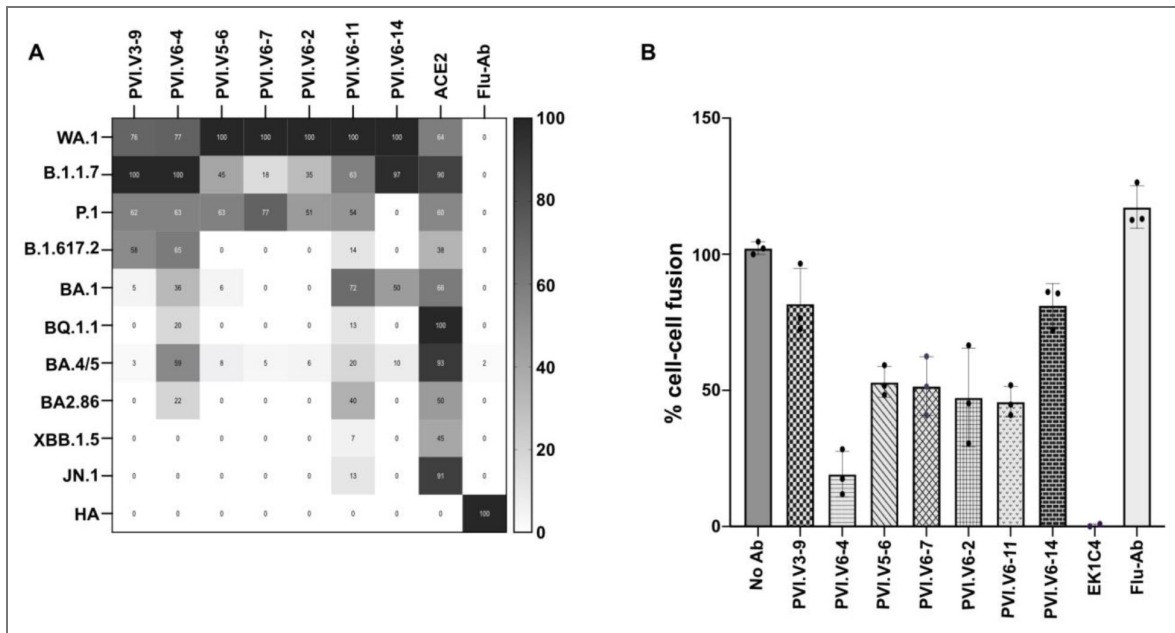 A
PVI.V3-9 PVI.V6-4 PVI.V5-6 PVI.V6-7 PVI.V6-2 PVI.V6-11 PVI.V6-14 ACE2 Flu-Ab
WA.1 76 77 100 100 100 100 100 64 0
B.1.1.7 100 100 45 18 35 63 97 90 0
P.1 62 63 63 77 51 54 0 60 0
B.1.617.2 58 65 0 0 0 14 0 38 0
BA.1 5 36 6 0 0 72 50 66 0
BQ.1.1 0 20 0 0 0 13 0 100 0
BA.4/5 3 59 8 5 6 20 10 93 2
BA2.86 0 22 0 0 0 40 0 50 0
XBB.1.5 0 0 0 0 0 7 0 45 0
JN.1 0 0 0 0 0 13 0 91 0
HA 0 0 0 0 0 0 0 0 100
100
80
60
40
20
0
B
% cell-cell fusion
150
100
50
0
No Ab PVI.V3-9 PVI.V6-4 PVI.V5-6 PVI.V6-7 PVI.V6-2 PVI.V6-11 PVI.V6-14 EK1C4 Flu-Ab